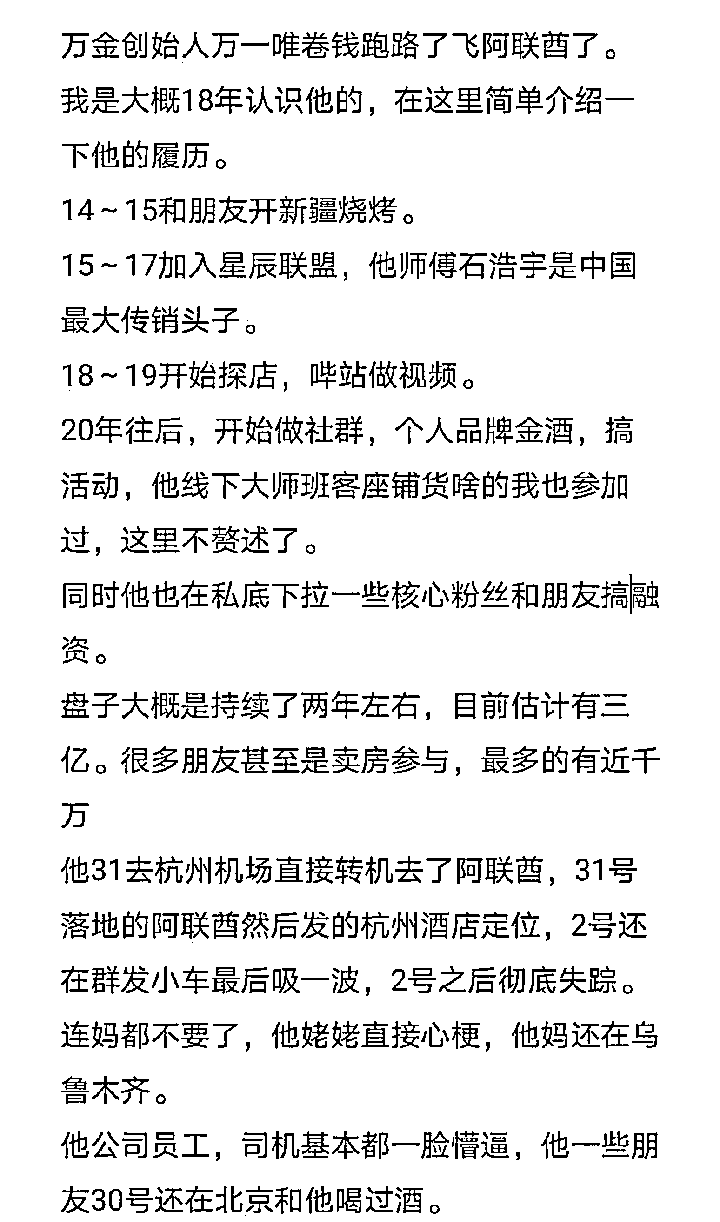 万金创始人万一唯卷钱跑路了飞阿联酋了。
我是大概18年认识他的，在这里简单介绍一
下他的履历。
14～15和朋友开新疆烧烤。
15～17加入星辰联盟，他师傅石浩宇是中国
最大传销头子。
18～19开始探店，哔站做视频。
20年往后，开始做社群，个人品牌金酒，搞
活动，他线下大师班客座铺货啥的我也参加
过，这里不赘述了。
同时他也在私底下拉一些核心粉丝和朋友搞融
资。
盘子大概是持续了两年左右，目前估计有三
亿。很多朋友甚至是卖房参与，最多的有近千
万
他31去杭州机场直接转机去了阿联酋，31号
落地的阿联酋然后发的杭州酒店定位，2号还
在群发小车最后吸一波，2号之后彻底失踪。
连妈都不要了，他姥姥直接心梗，他妈还在乌
鲁木齐。
他公司员工，司机基本都一脸懵逼，他一些朋
友30号还在北京和他喝过酒。